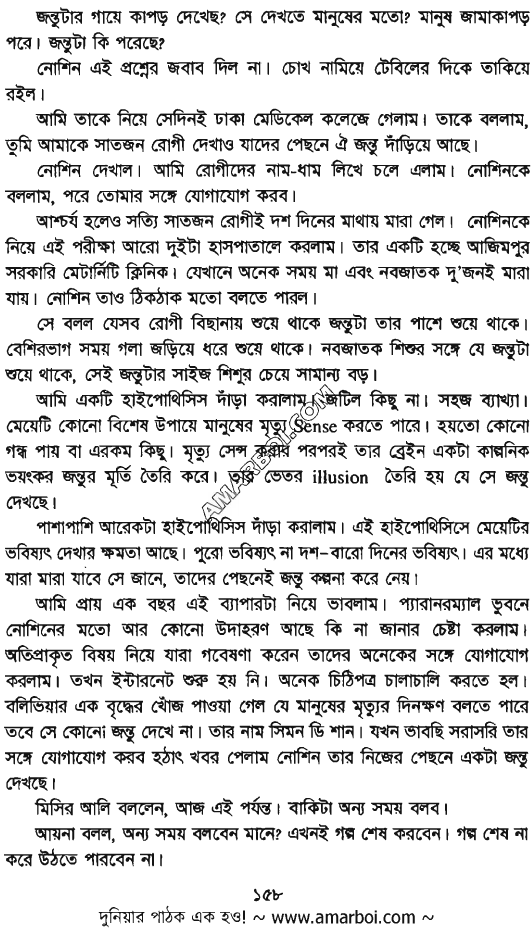 জন্তুটার গায়ে কাপড় দেখেছ? সে দেখতে মানুষের মতো? মানুষ জামাকাপড়
পরে। জন্তুটা কি পরেছে?
নোশিন এই প্রশ্নের জবাব দিল না। চোখ নামিয়ে টেবিলের দিকে তাকিয়ে
রইল।
আমি তাকে নিয়ে সেদিনই ঢাকা মেডিকেল কলেজে গেলাম। তাকে বললাম,
তুমি আমাকে সাতজন রোগী দেখাও যাদের পেছনে ঐ জন্তু দাঁড়িয়ে আছে।
নোশিন দেখাল। আমি রোগীদের নাম-ধাম লিখে চলে এলাম। নোশিনকে
বললাম, পরে তোমার সঙ্গে যোগাযোগ করব।
আশ্চর্য হলেও সত্যি সাতজন রোগীই দশ দিনের মাথায় মারা গেল। নোশিনকে
নিয়ে এই পরীক্ষা আরো দুইটা হাসপাতালে করলাম। তার একটি হচ্ছে আজিমপুর
সরকারি মেটার্নিটি ক্লিনিক। যেখানে অনেক সময় মা এবং নবজাতক দু'জনই মারা
যায়। নোশিন তাও ঠিকঠাক মতো বলতে পারল।
সে বলল যেসব রোগী বিছানায় শুয়ে থাকে জন্তুটা তার পাশে শুয়ে থাকে।
বেশিরভাগ সময় গলা জড়িয়ে ধরে শুয়ে থাকে। নবজাতক শিশুর সঙ্গে যে জন্তুটা
শুয়ে থাকে, সেই জন্তুটার সাইজ শিশুর চেয়ে সামান্য বড়।
আমি একটি হাইপোথিসিস দাঁড়া করালাম। জটিল কিছু না। সহজ ব্যাখ্যা।
মেয়েটি কোনো বিশেষ উপায়ে মানুষের মৃত্যু Sense করতে পারে। হয়তো কোনো
গন্ধ পায় বা এরকম কিছু। মৃত্যু সেন্স করার পরপরই তার ব্রেইন একটা কাল্পনিক
ভয়ংকর জন্তুর মূর্তি তৈরি করে। তার ভেতর illusion তৈরি হয় যে সে জন্তু
দেখছে।
পাশাপাশি আরেকটা হাইপোথিসিস দাঁড়া করালাম। এই হাইপোথিসিসে মেয়েটির
ভবিষ্যৎ দেখার ক্ষমতা আছে। পুরো ভবিষ্যৎ না দশ–বারো দিনের ভবিষ্যৎ। এর মধ্যে
যারা মারা যাবে সে জানে, তাদের পেছনেই জন্তু কল্পনা করে নেয়।
আমি প্রায় এক বছর এই ব্যাপারটা নিয়ে ভাবলাম। প্যারানরম্যাল ভুবনে
নোশিনের মতো আর কোনো উদাহরণ আছে কি না জানার চেষ্টা করলাম।
অতিপ্রাকৃত বিষয় নিয়ে যারা গবেষণা করেন তাদের অনেকের সঙ্গে যোগাযোগ
করলাম। তখন ইন্টারনেট শুরু হয় নি। অনেক চিঠিপত্র চালাচালি করতে হল।
বলিভিয়ার এক বৃদ্ধের খোঁজ পাওয়া গেল যে মানুষের মৃত্যুর দিনক্ষণ বলতে পারে
তবে সে কোনো জন্তু দেখে না। তার নাম সিমন ডি শান। যখন ভাবছি সরাসরি তার
সঙ্গে যোগাযোগ করব হঠাৎ খবর পেলাম নোশিন তার নিজের পেছনে একটা জন্তু
দেখছে।
মিসির আলি বললেন, আজ এই পর্যন্ত। বাকিটা অন্য সময় বলব।
আয়না বলল, অন্য সময় বলবেন মানে? এখনই গল্প শেষ করবেন। গল্প শেষ না
করে উঠতে পারবেন না।
১৫৮
দুনিয়ার পাঠক এক হও! ~ www.amarboi.com ~
AMARBOI.COM